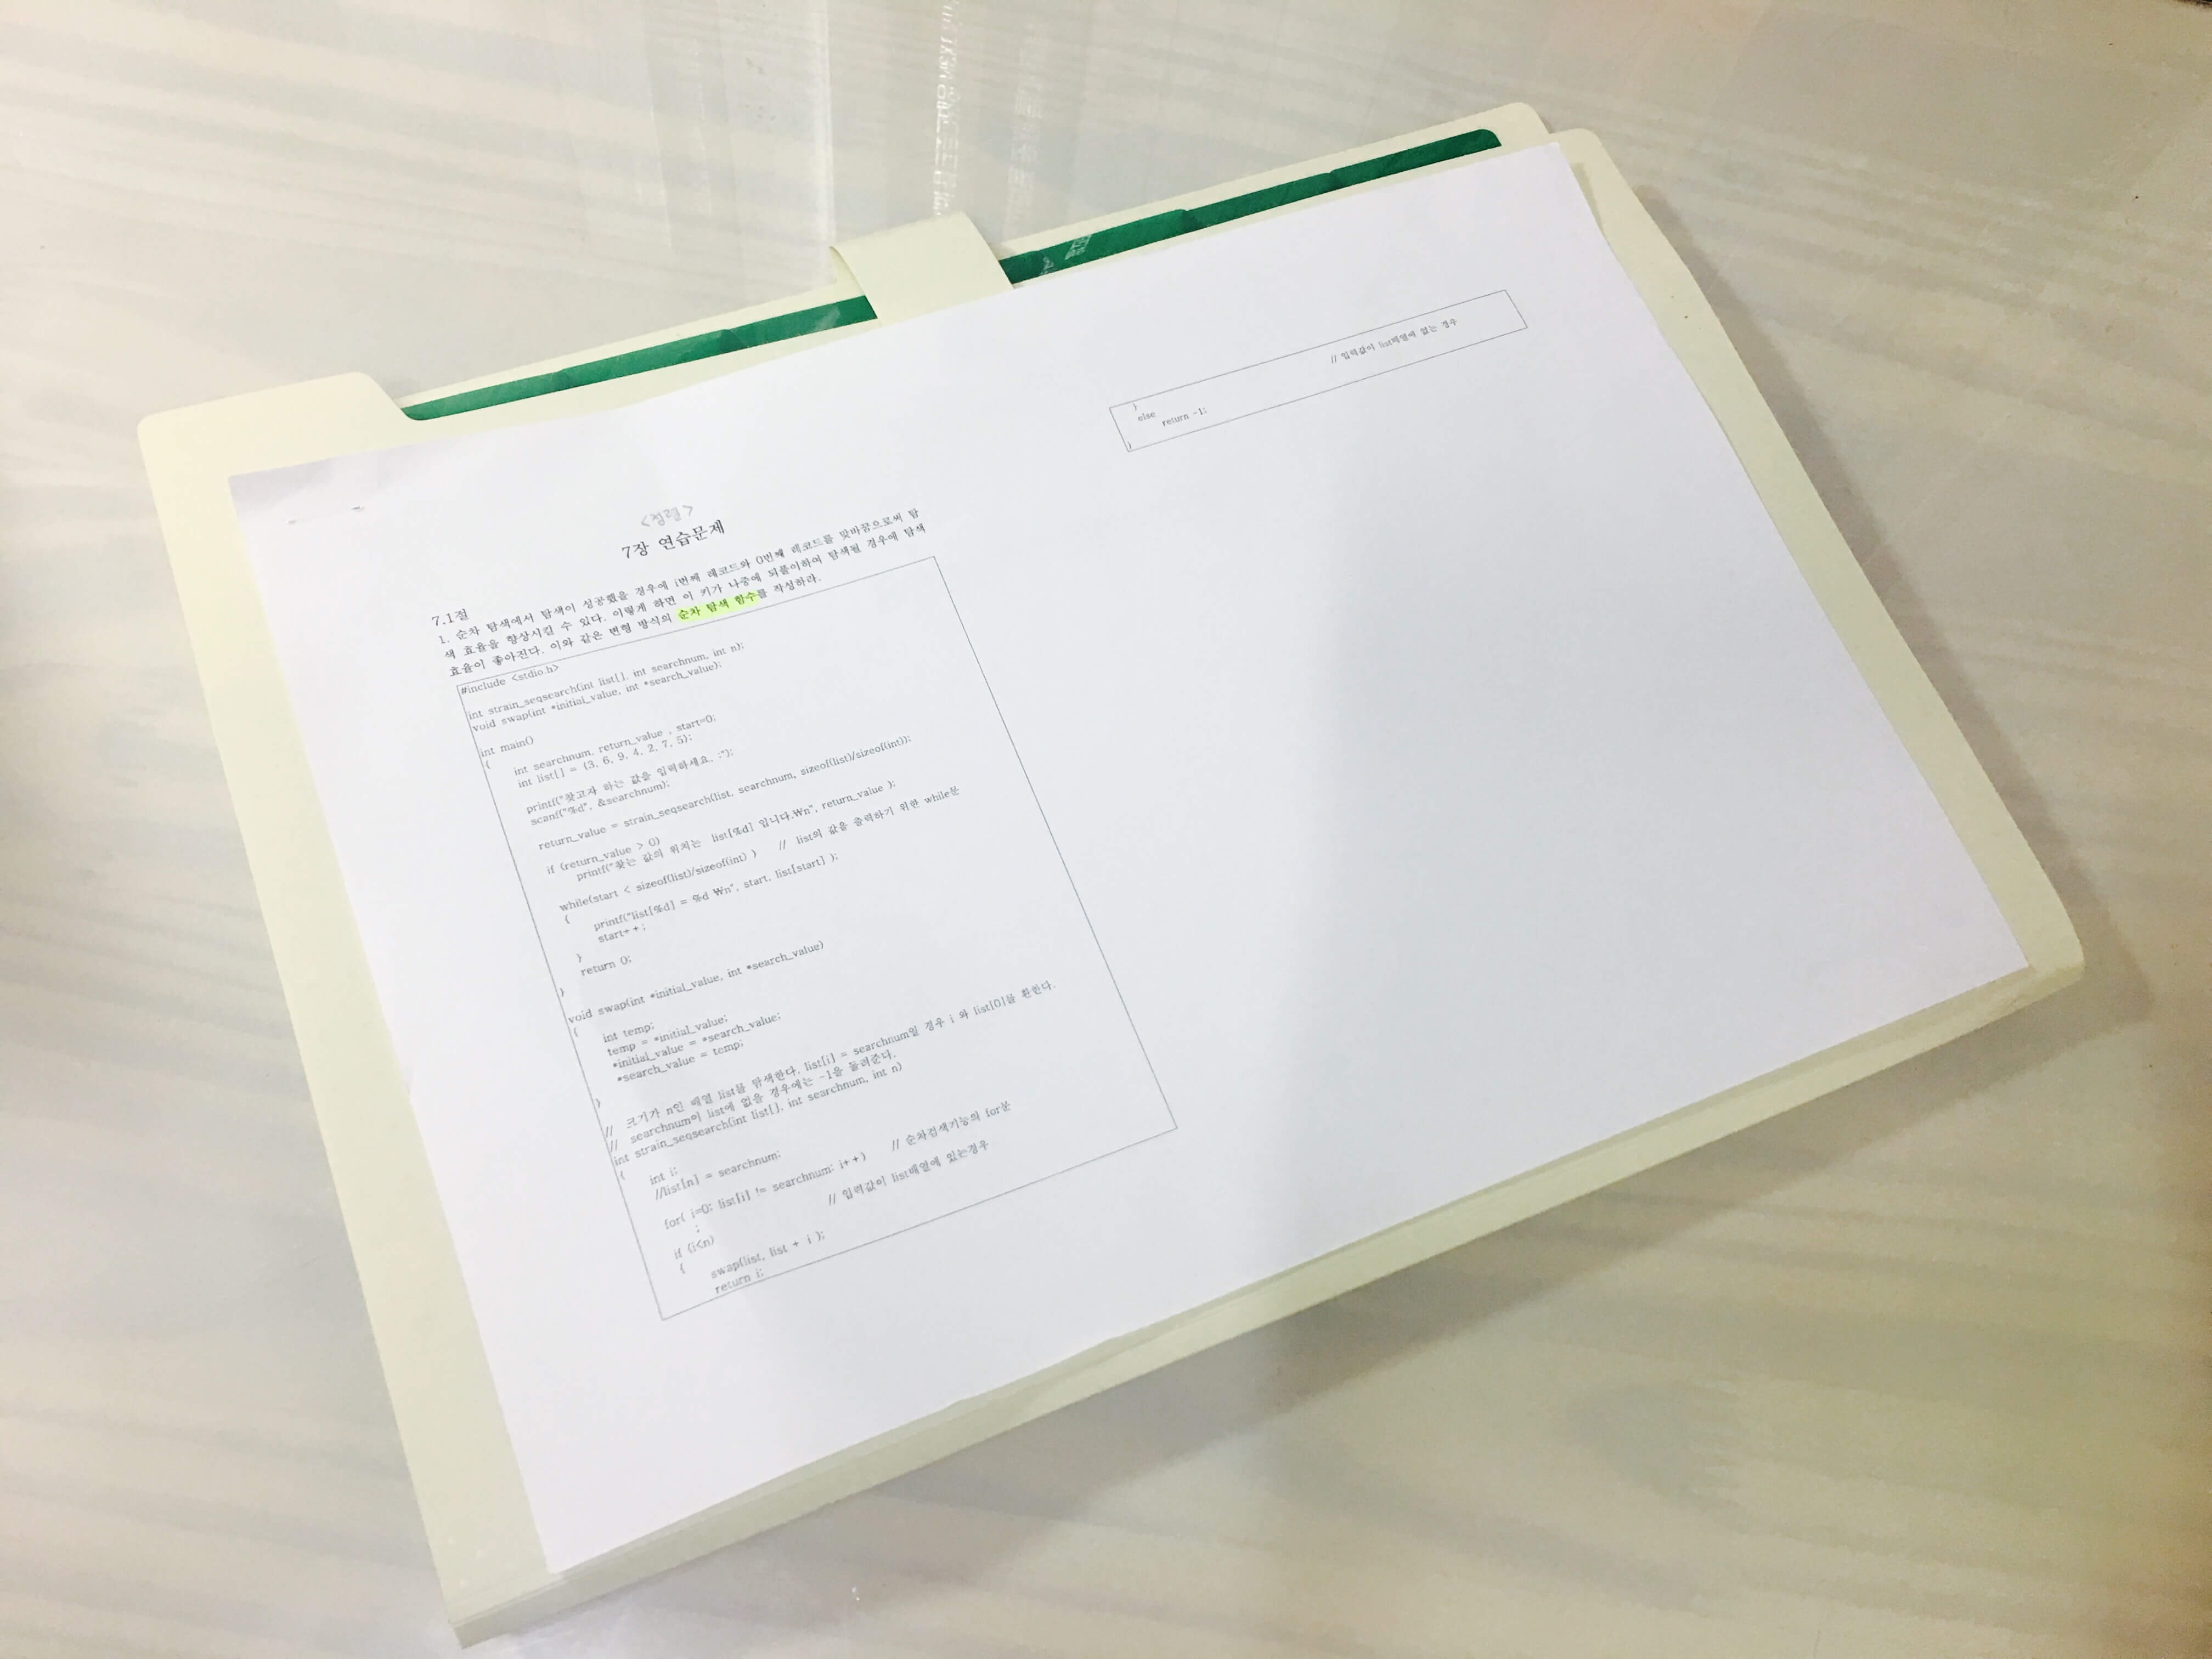 <정렬>
7장 연습문제
7.1절
1. 순차 탐색에서 탐색이 성공했을 경우에 i번째 레코드와 0번째 레코드를 맞바꿈으로써 탐
색 효율을 향상시킬 수 있다. 이렇게 하면 이 키가 나중에 되풀이하여 탐색될 경우에 탐색
효율이 좋아진다. 이와 같은 변형 방식의 순차 탐색 함수를 작성하라.
#include <stdio.h>
int strain_seqsearch(int list[], int searchnum, int n);
void swap(int *initial_value, int *search_value);
int main()
{
int searchnum, return_value , start=0;
int list[] = {3, 6, 9, 4, 2, 7, 5};
printf("찾고자 하는 값을 입력하세요. :");
scanf("%d", &searchnum);
return_value = strain_seqsearch(list, searchnum, sizeof(list)/sizeof(int));
if (return_value > 0)
printf("찾는 값의 위치는 list[%d] 입니다.₩n", return_value );
while(start < sizeof(list)/sizeof(int) ) // list의 값을 출력하기 위한 while문
{
printf("list[%d] = %d ₩n", start, list[start] );
start++;
}
return 0;
}
void swap(int *initial_value, int *search_value)
{
int temp;
temp = *initial_value;
*initial_value = *search_value;
*search_value = temp;
}
// 크기가 n인 배열 list를 탐색한다. list[i] = searchnum일 경우 i 와 list[0]을 환한다.
// searchnum이 list에 없을 경우에는 -1을 돌려준다.
int strain_seqsearch(int list[], int searchnum, int n)
{
int i;
//list[n] = searchnum;
for( i=0; list[i] != searchnum; i++) // 순차검색기능의 for문
;
if (i<n) // 입력값이 list배열에 있는경우
{
swap(list, list + i );
return i;
}
else // 입력값이 list배열에 없는 경우
return -1;
}